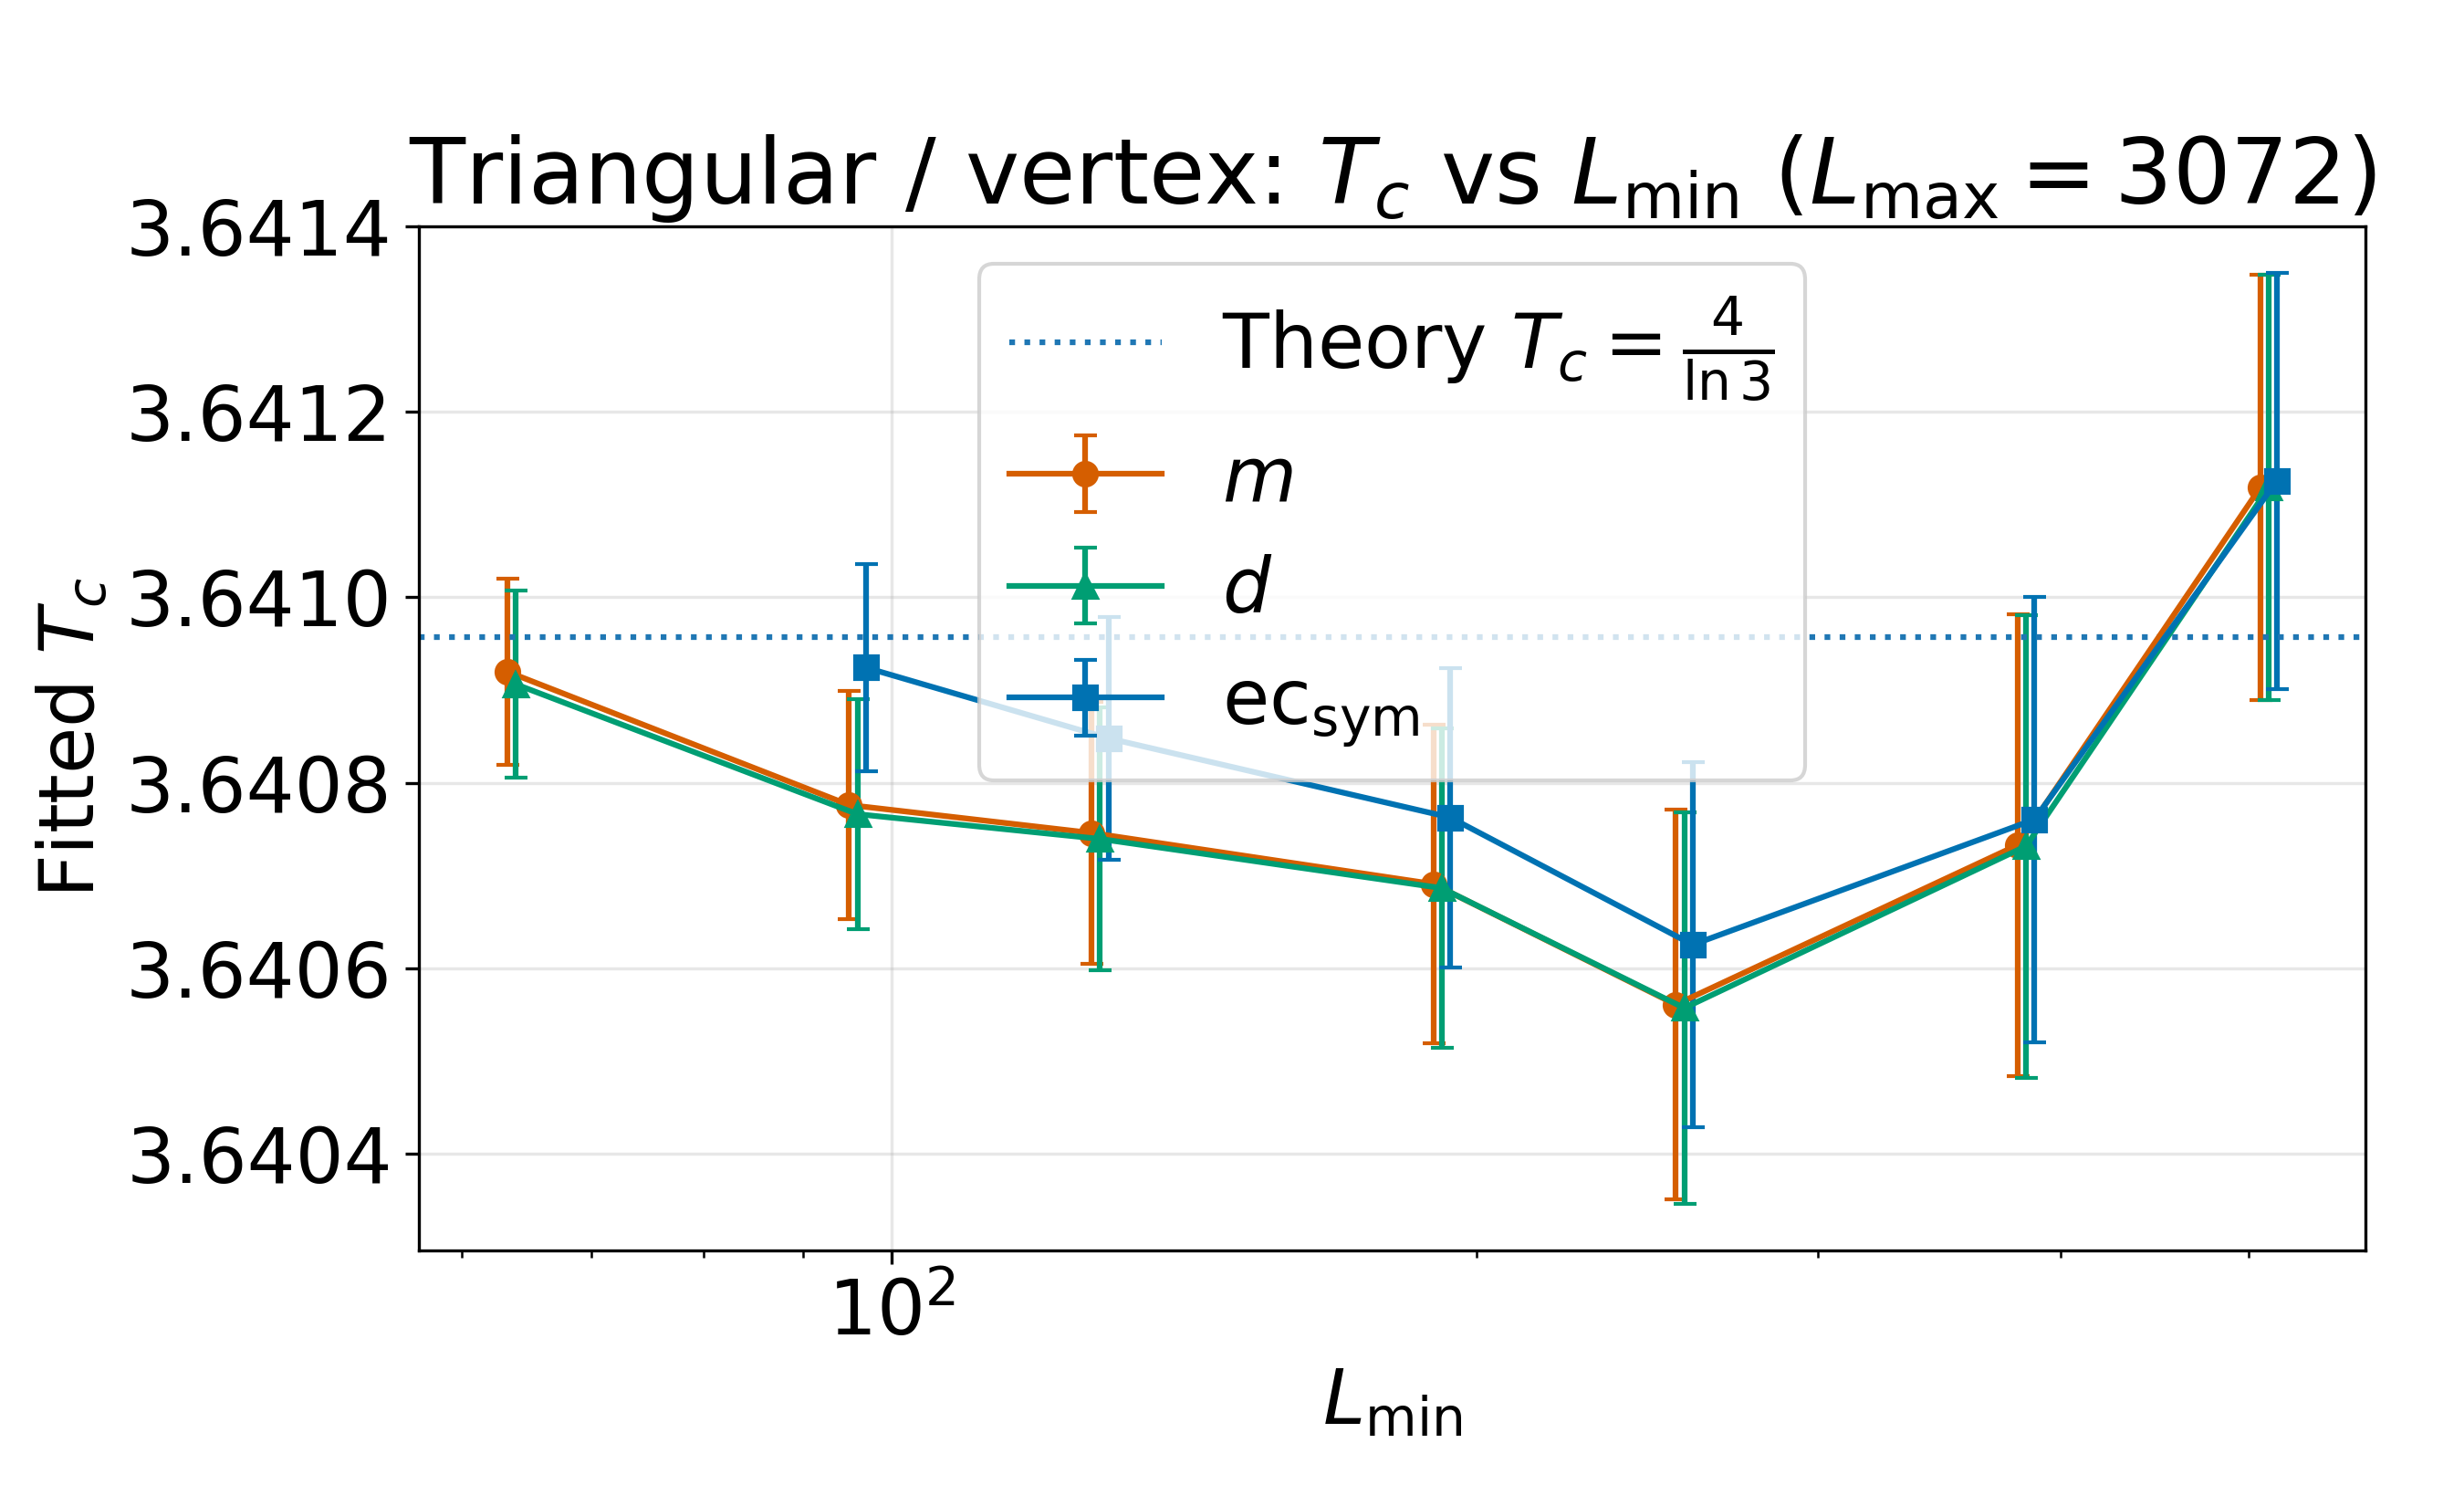 Triangular / vertex: T_c vs L_min (L_max = 3072)
3.6414
3.6412
3.6410
3.6408
3.6406
3.6404
Fitted T_c
Theory T_c = 4/ln 3
m
d
ec_sym
10^2
L_min